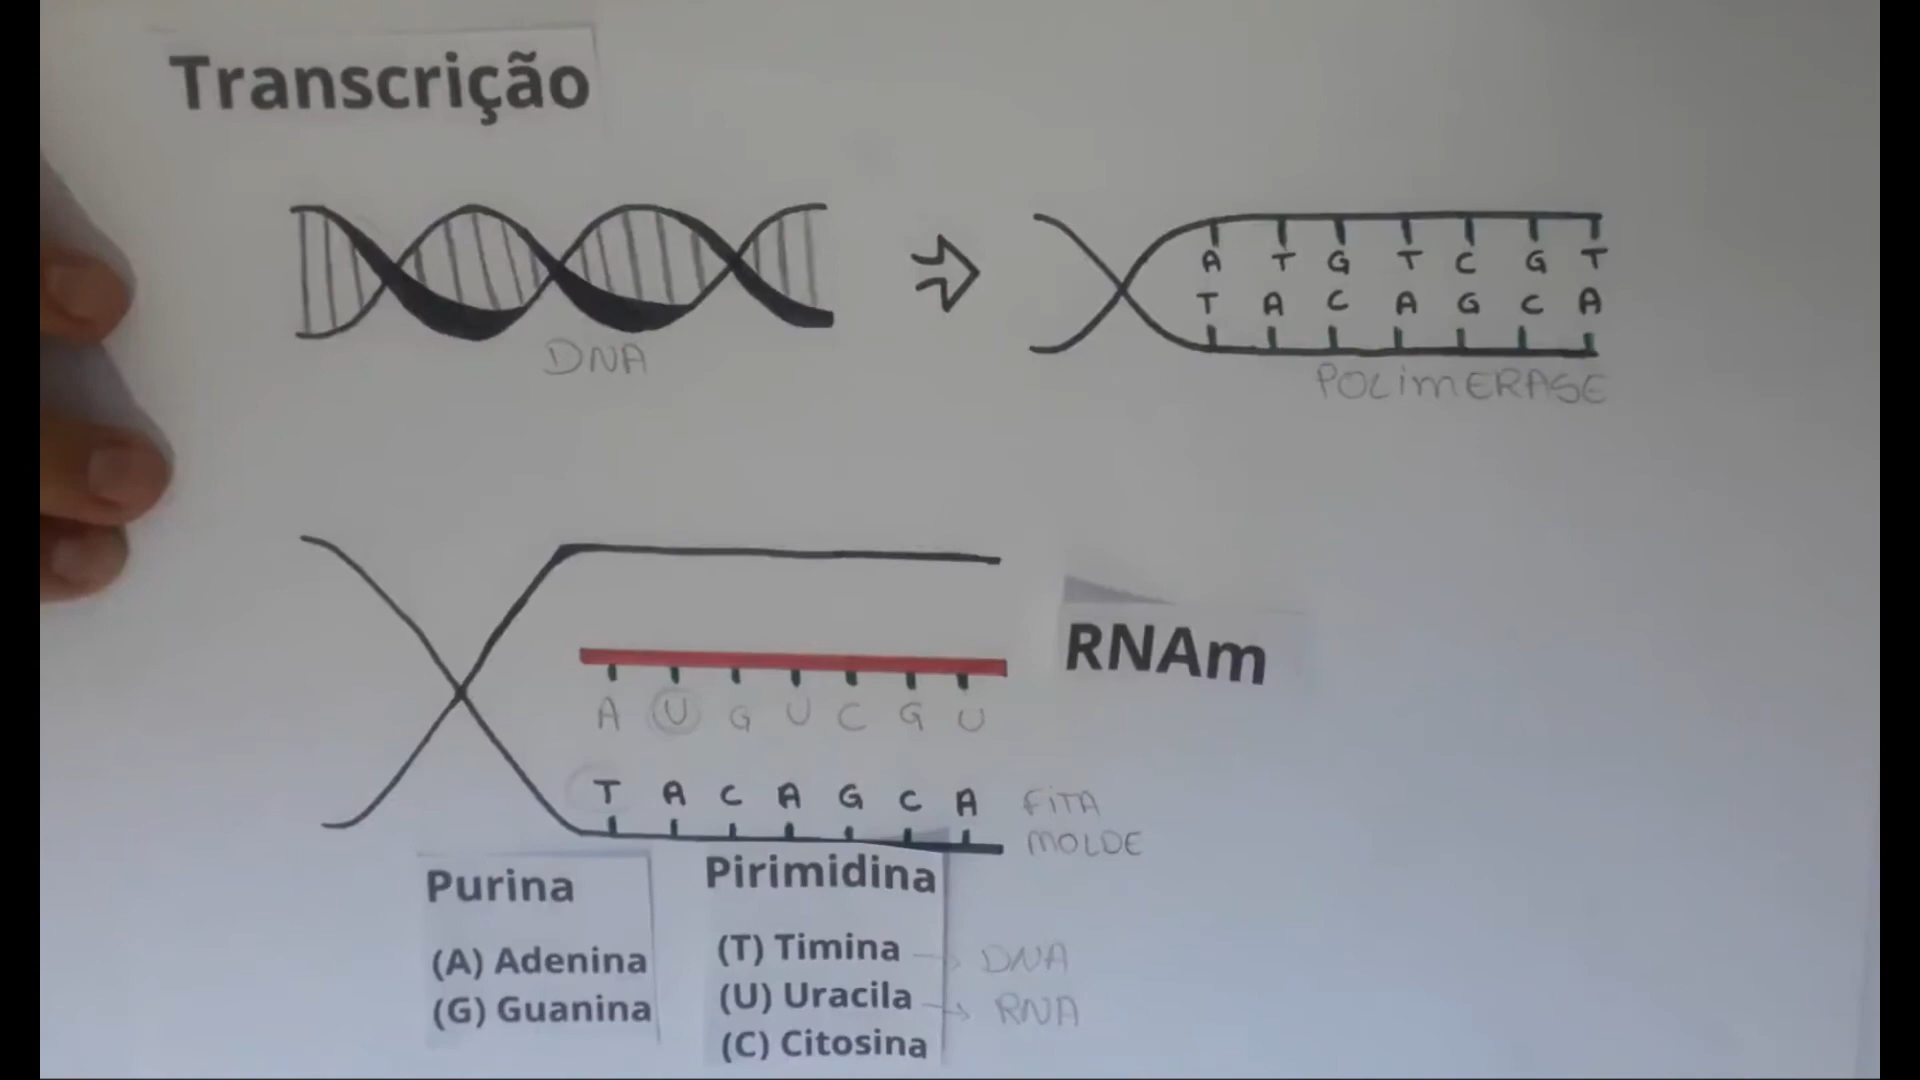 Transcrição
DNA
A T G T C G T
T A C A G C A
POLIMERASE
RNAm
A U G U C G U
T A C A G C A
FITA
MOLDE
Purina
(A) Adenina
(G) Guanina
Pirimidina
(T) Timina → DNA
(U) Uracila → RNA
(C) Citosina